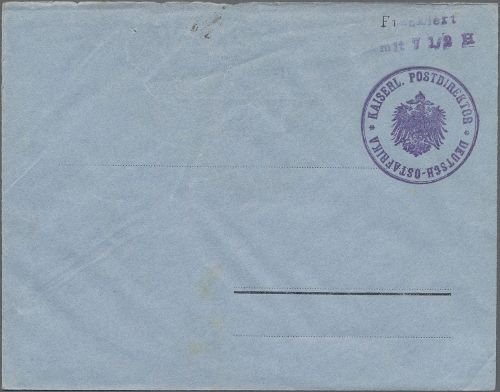 Frankiert
mit 7 1/2 H
* KAISERL. POSTDIREKTOR *
DEUTSCH-OSTAFRIKA